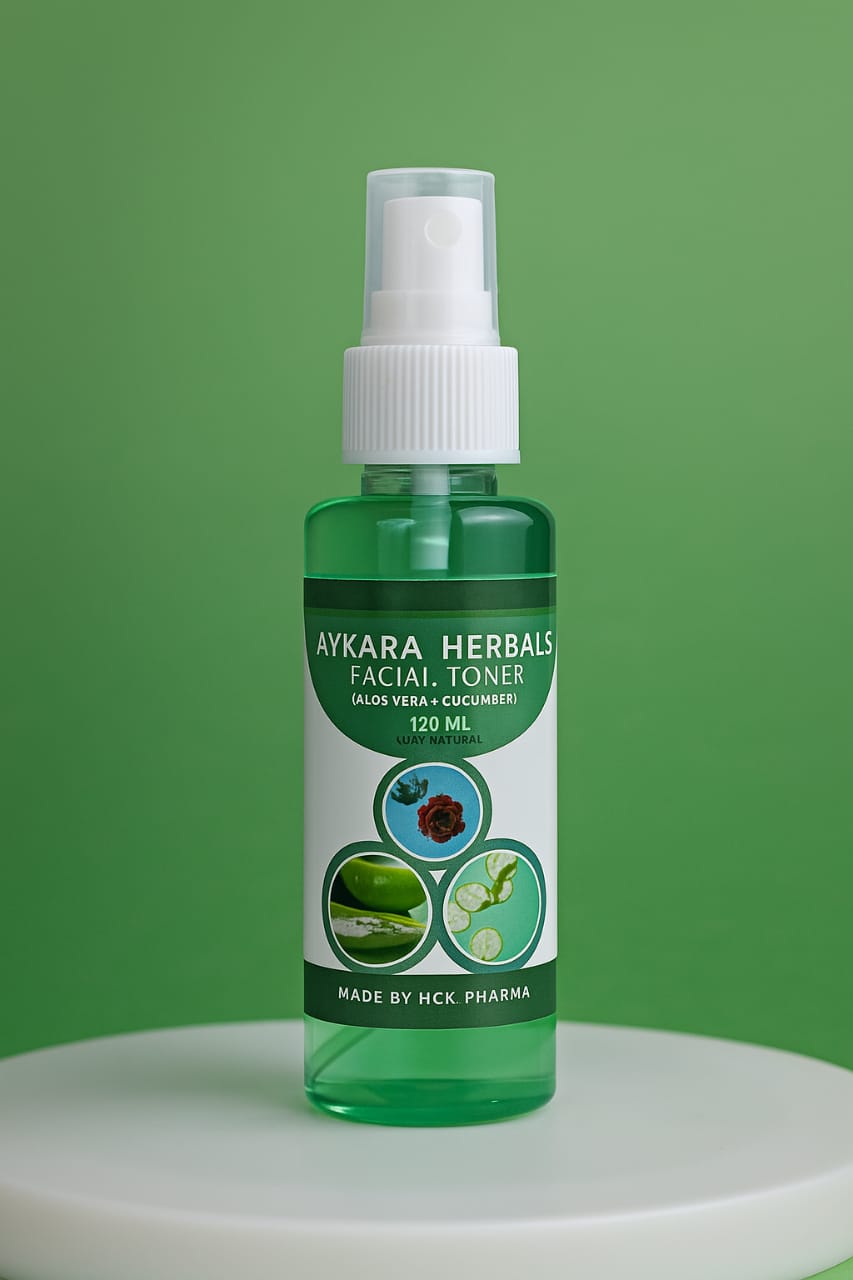 AYKARA HERBALS
FACIAI. TONER
(ALOS VERA + CUCUMBER)
120 ML
NATURAL
MADE BY HCK. PHARMA